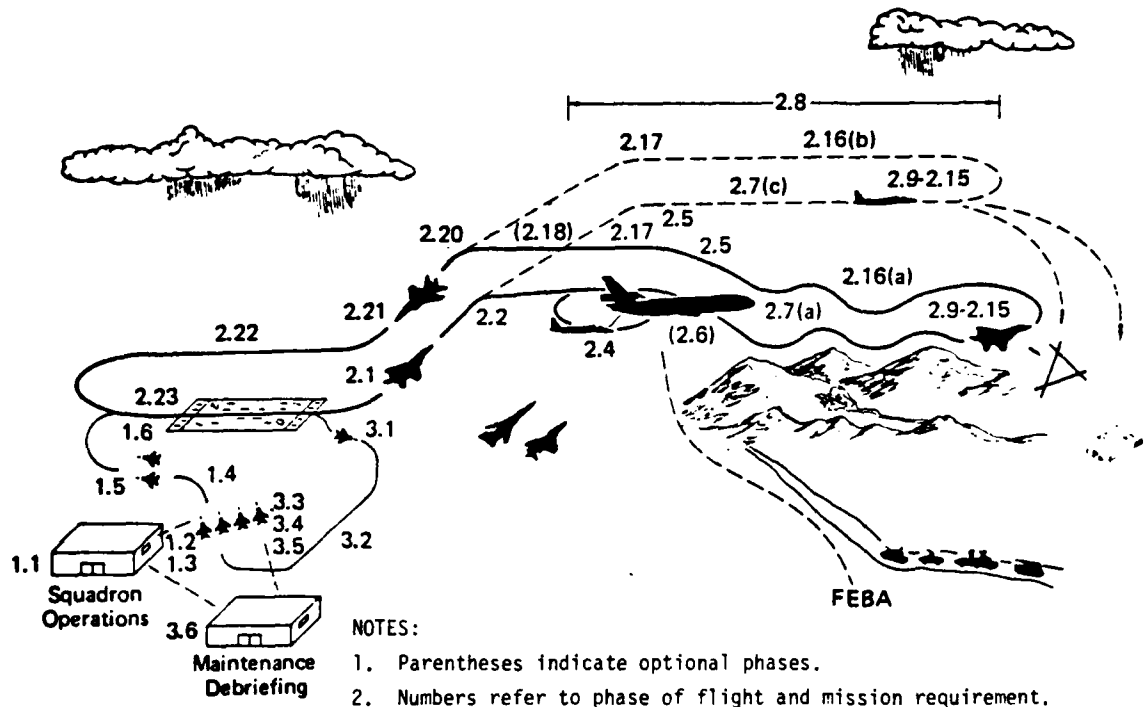 2.8
2.17 2.16(b)
2.7(c) 2.9-2.15
2.5
2.20 (2.18) 2.17 2.5
2.16(a)
2.21 2.2 2.7(a) 2.9-2.15
2.22 2.4 (2.6)
2.1
2.23
1.6 3.1
1.5 1.4
3.3
1.2 3.4
1.1 1.3 3.5 3.2
Squadron
Operations
FEBA
3.6
Maintenance
Debriefing
NOTES:
1. Parentheses indicate optional phases.
2. Numbers refer to phase of flight and mission requirement.